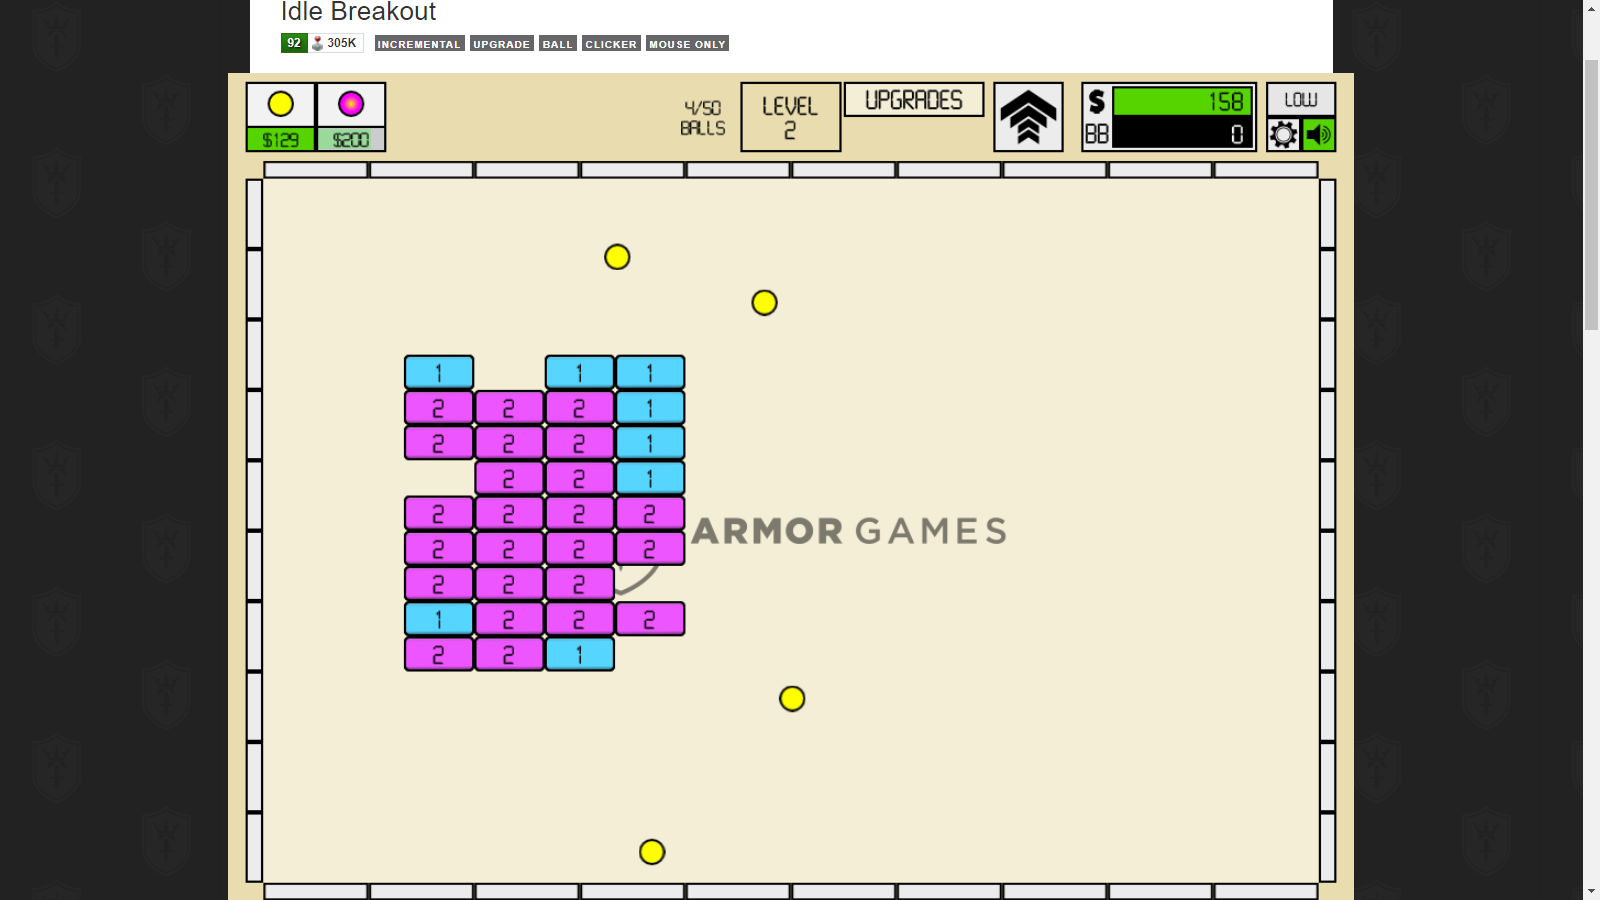 Idle Breakout
92 305K INCREMENTAL UPGRADE BALL CLICKER MOUSE ONLY
$129 $200
4/50
BALLS
LEVEL
2
UPGRADES
$ 158
BB 0
LOW
1 1 1
2 2 2 1
2 2 2 1
2 2 1
2 2 2 2
ARMOR GAMES
2 2 2 2
2 2 2
1 2 2 2
2 2 1